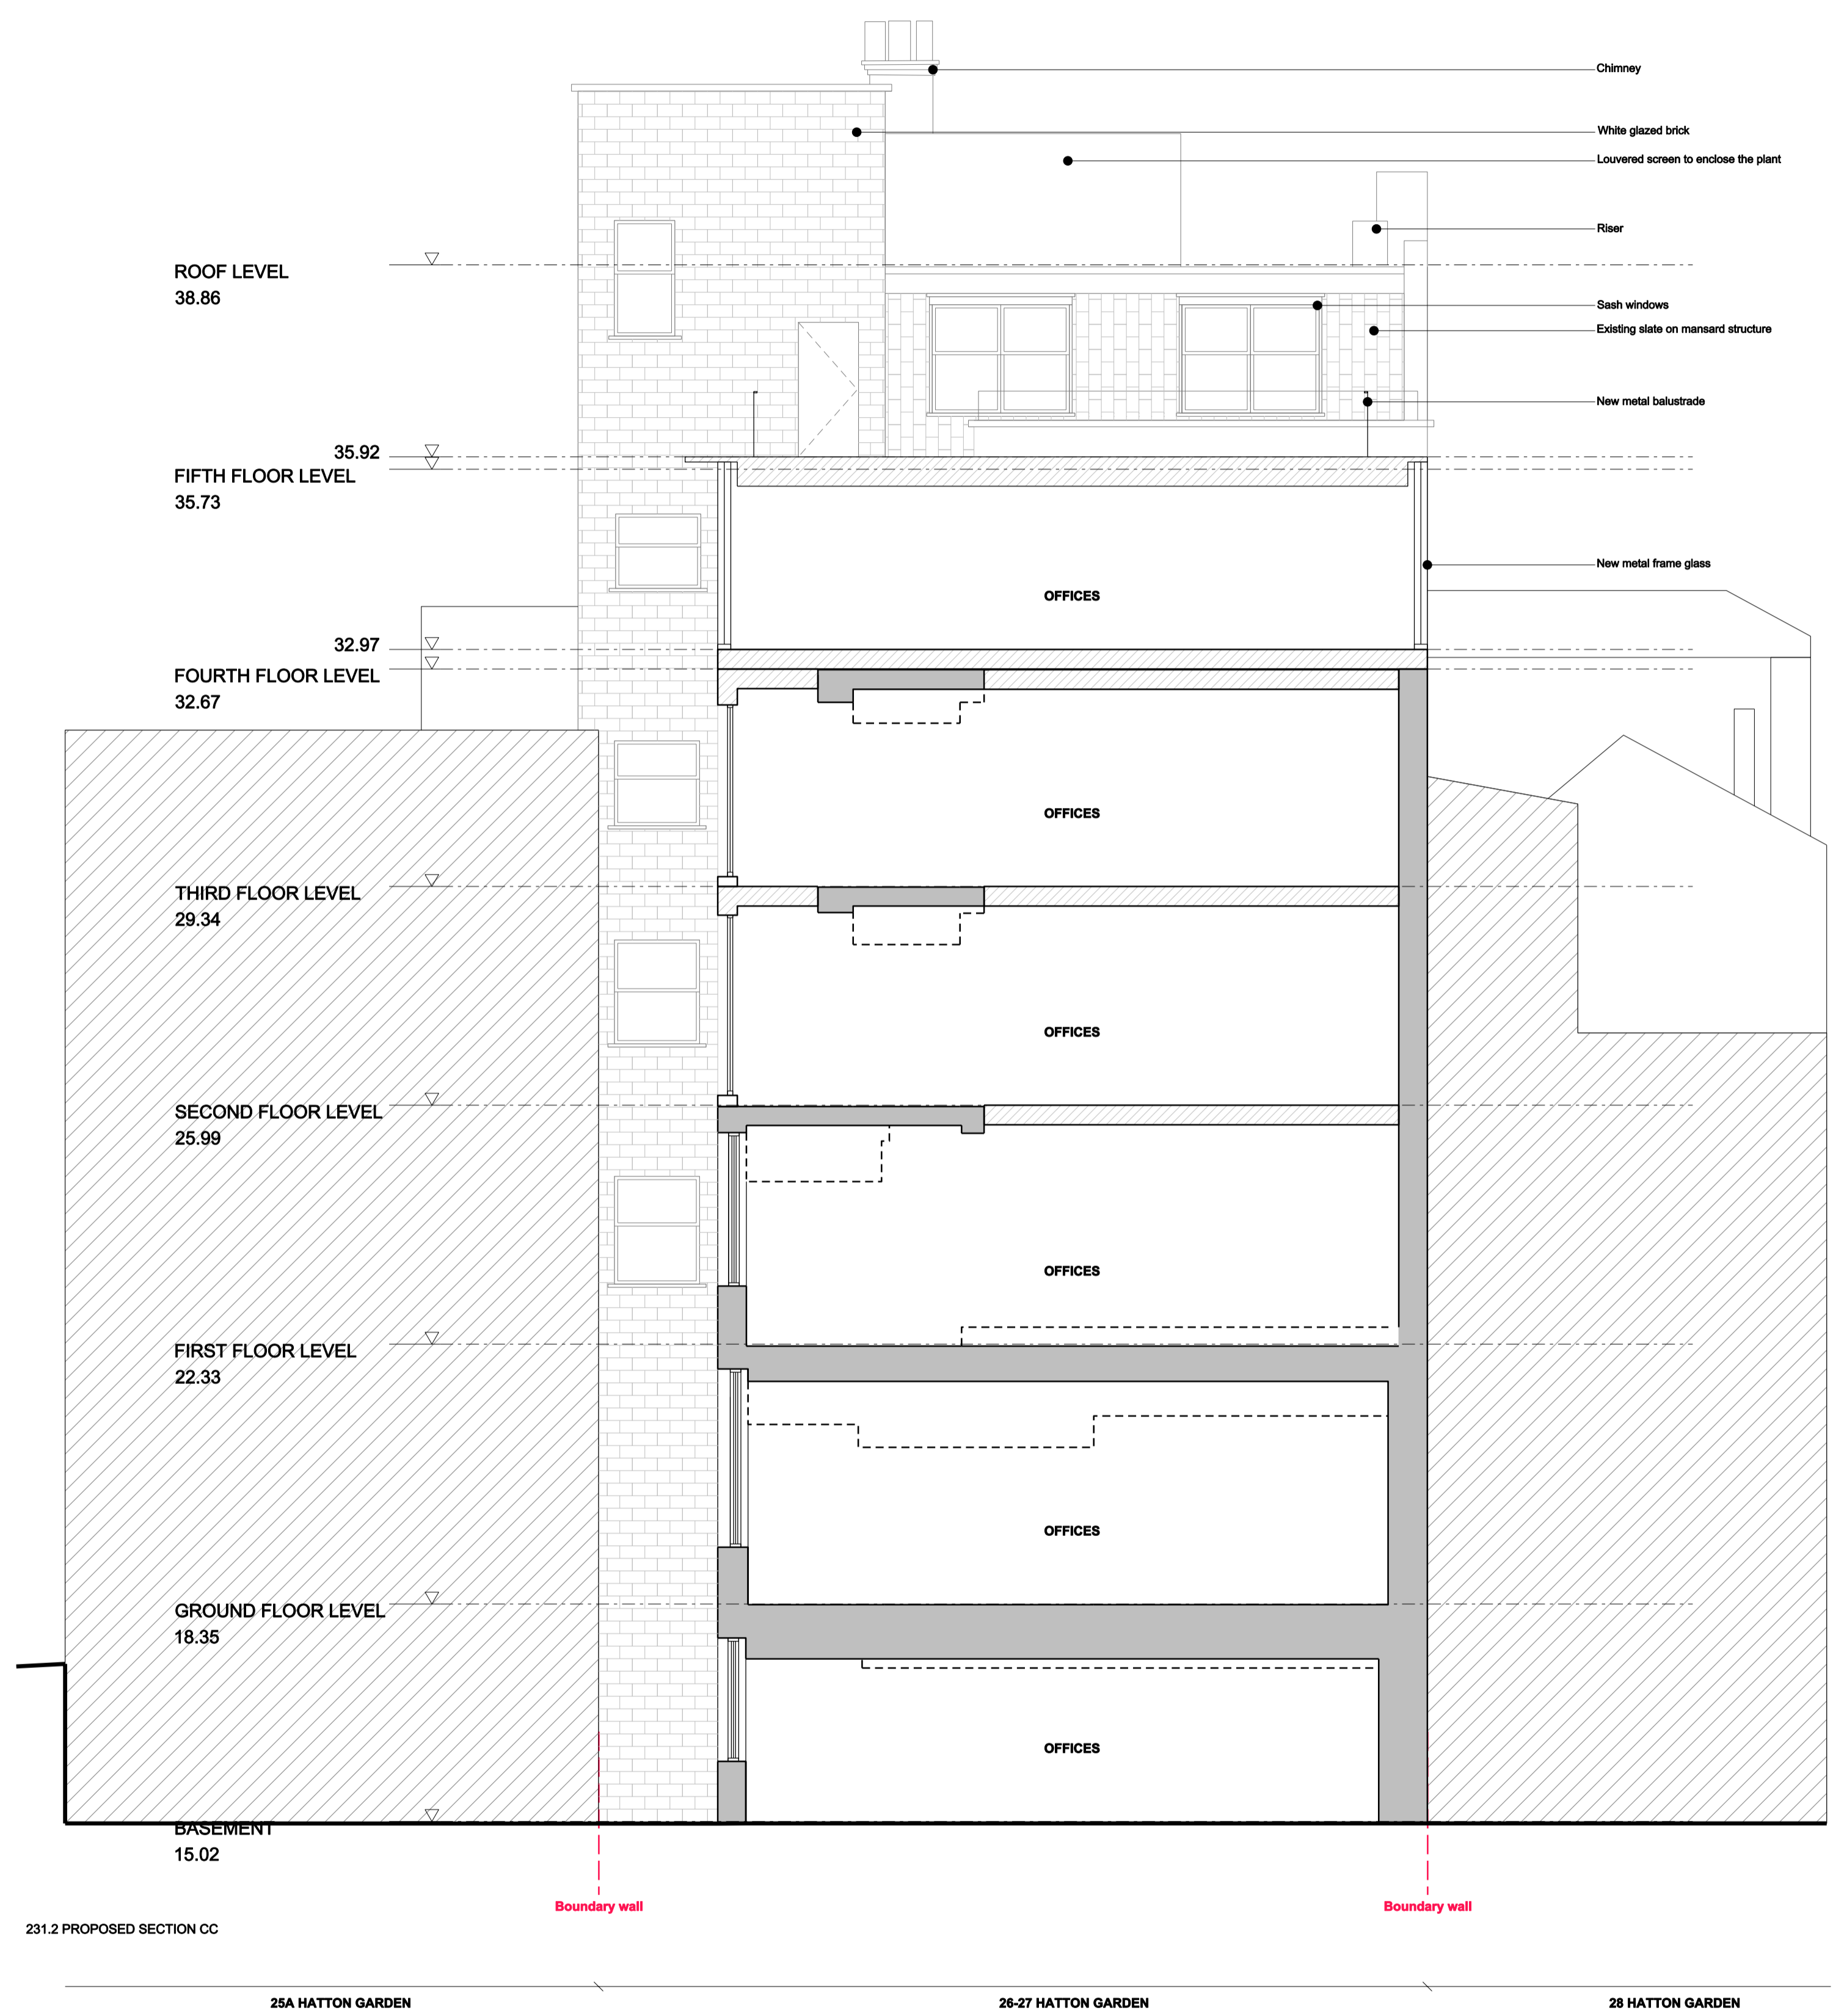 Chimney
White glazed brick
Louvered screen to enclose the plant
Riser
ROOF LEVEL
38.86
Sash windows
Existing slate on mansard structure
New metal balustrade
35.92
FIFTH FLOOR LEVEL
35.73
New metal frame glass
OFFICES
32.97
FOURTH FLOOR LEVEL
32.67
OFFICES
THIRD FLOOR LEVEL
29.34
OFFICES
SECOND FLOOR LEVEL
25.99
OFFICES
FIRST FLOOR LEVEL
22.33
OFFICES
GROUND FLOOR LEVEL
18.35
OFFICES
BASEMENT
15.02
Boundary wall
Boundary wall
231.2 PROPOSED SECTION CC
25A HATTON GARDEN
26-27 HATTON GARDEN
28 HATTON GARDEN